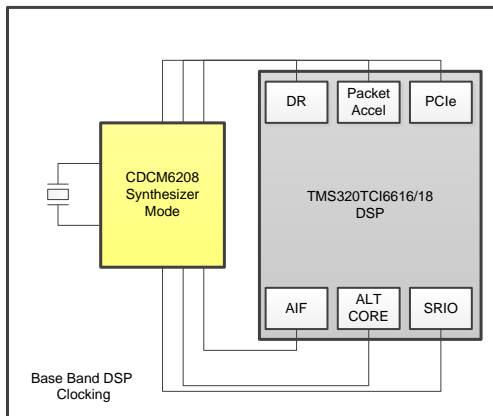 DR
Packet
Accel
PCIe
CDCM6208
Synthesizer
Mode
TMS320TCI6616/18
DSP
AIF
ALT
CORE
SRIO
Base Band DSP
Clocking